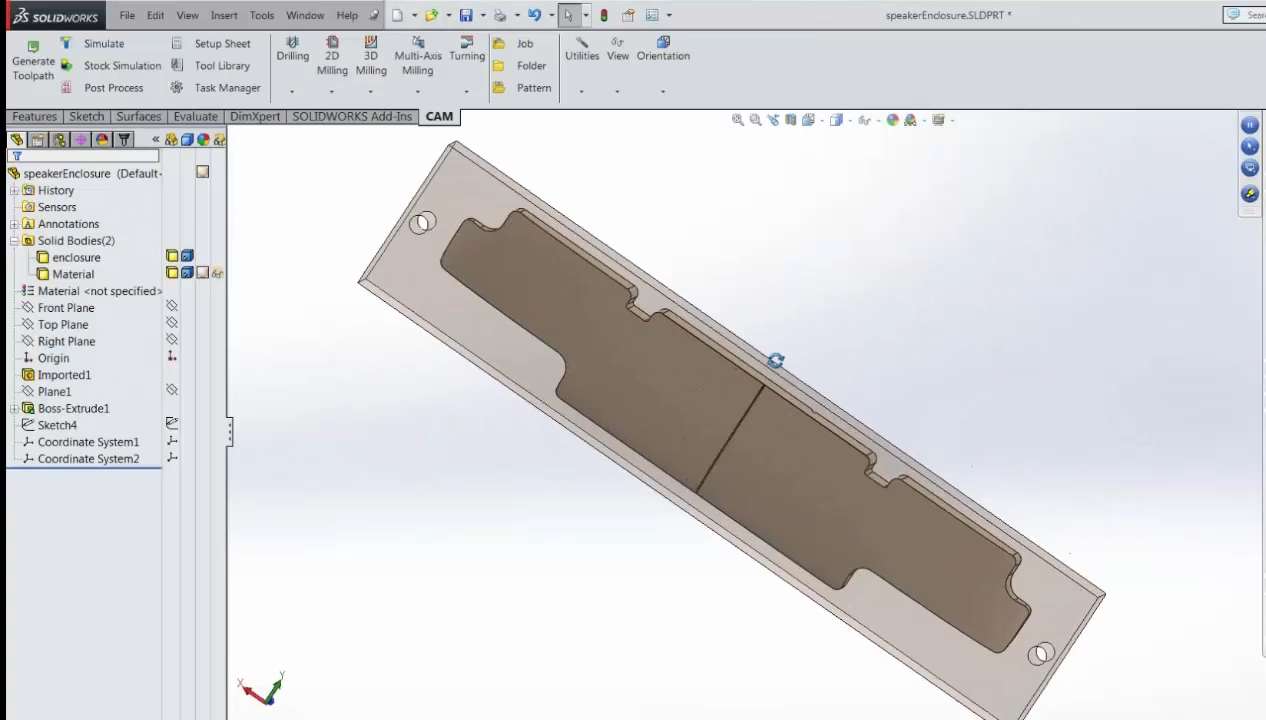 SOLIDWORKS File Edit View Insert Tools Window Help speakerEnclosure.SLDPRT * Sear
Generate Toolpath
Simulate Setup Sheet
Stock Simulation Tool Library
Post Process Task Manager
Drilling 2D Milling 3D Milling Multi-Axis Milling Turning
Job
Folder
Pattern
Utilities View Orientation
Features Sketch Surfaces Evaluate DimXpert SOLIDWORKS Add-Ins CAM
speakerEnclosure (Default
History
Sensors
Annotations
Solid Bodies(2)
enclosure
Material
Material <not specified>
Front Plane
Top Plane
Right Plane
Origin
Imported1
Plane1
Boss-Extrude1
Sketch4
Coordinate System1
Coordinate System2
X Y